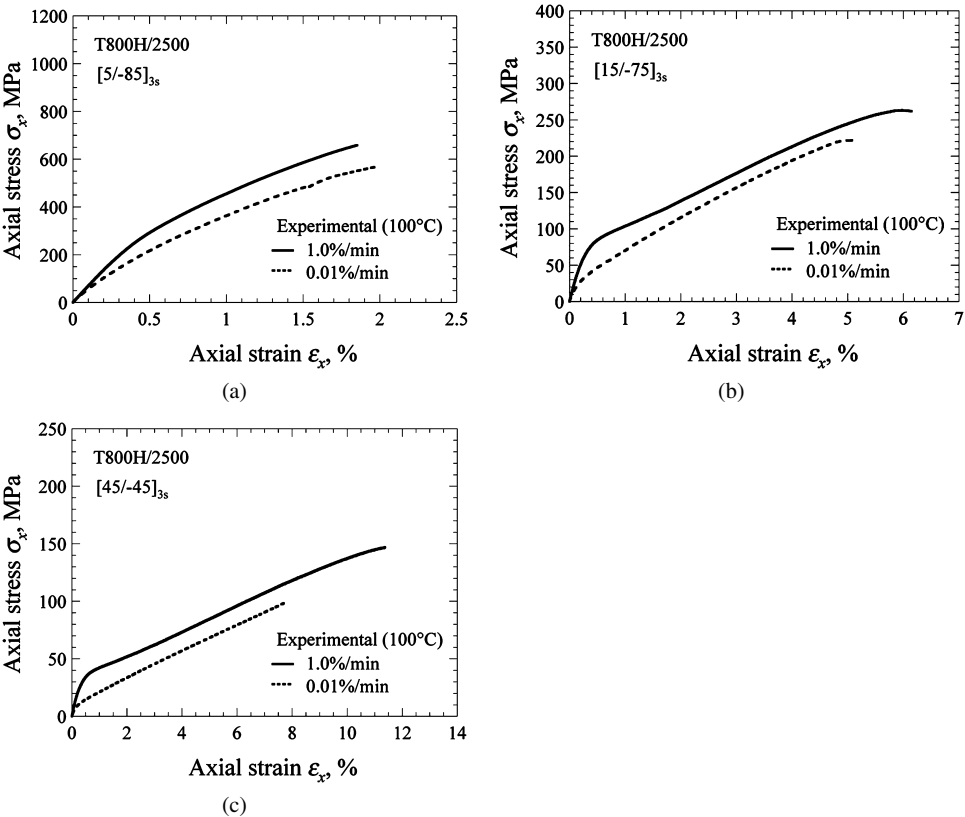 1200
1000
800
600
400
200
0
Axial stress σx, MPa
T800H/2500
[5/-85]3s
Experimental (100°C)
1.0%/min
0.01%/min
0 0.5 1 1.5 2 2.5
Axial strain εx, %
(a)
400
350
300
250
200
150
100
50
0
Axial stress σx, MPa
T800H/2500
[15/-75]3s
Experimental (100°C)
1.0%/min
0.01%/min
0 1 2 3 4 5 6 7
Axial strain εx, %
(b)
250
200
150
100
50
0
Axial stress σx, MPa
T800H/2500
[45/-45]3s
Experimental (100°C)
1.0%/min
0.01%/min
0 2 4 6 8 10 12 14
Axial strain εx, %
(c)